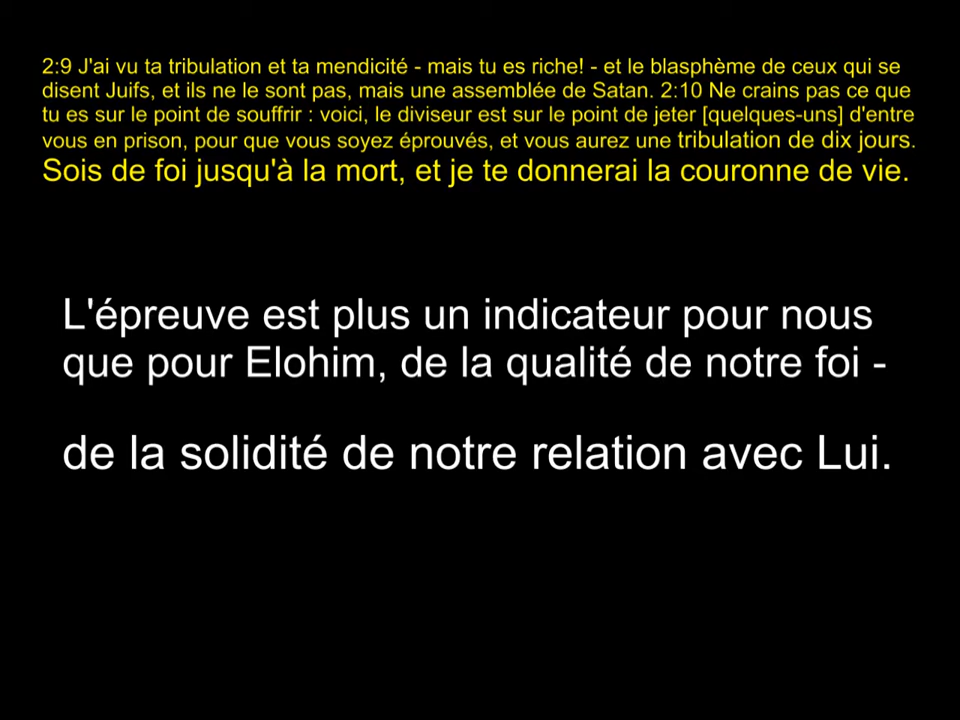 2:9 J'ai vu ta tribulation et ta mendicité - mais tu es riche! - et le blasphème de ceux qui se
disent Juifs, et ils ne le sont pas, mais une assemblée de Satan. 2:10 Ne crains pas ce que
tu es sur le point de souffrir : voici, le diviseur est sur le point de jeter [quelques-uns] d'entre
vous en prison, pour que vous soyez éprouvés, et vous aurez une tribulation de dix jours.
Sois de foi jusqu'à la mort, et je te donnerai la couronne de vie.
L'épreuve est plus un indicateur pour nous
que pour Elohim, de la qualité de notre foi -
de la solidité de notre relation avec Lui.